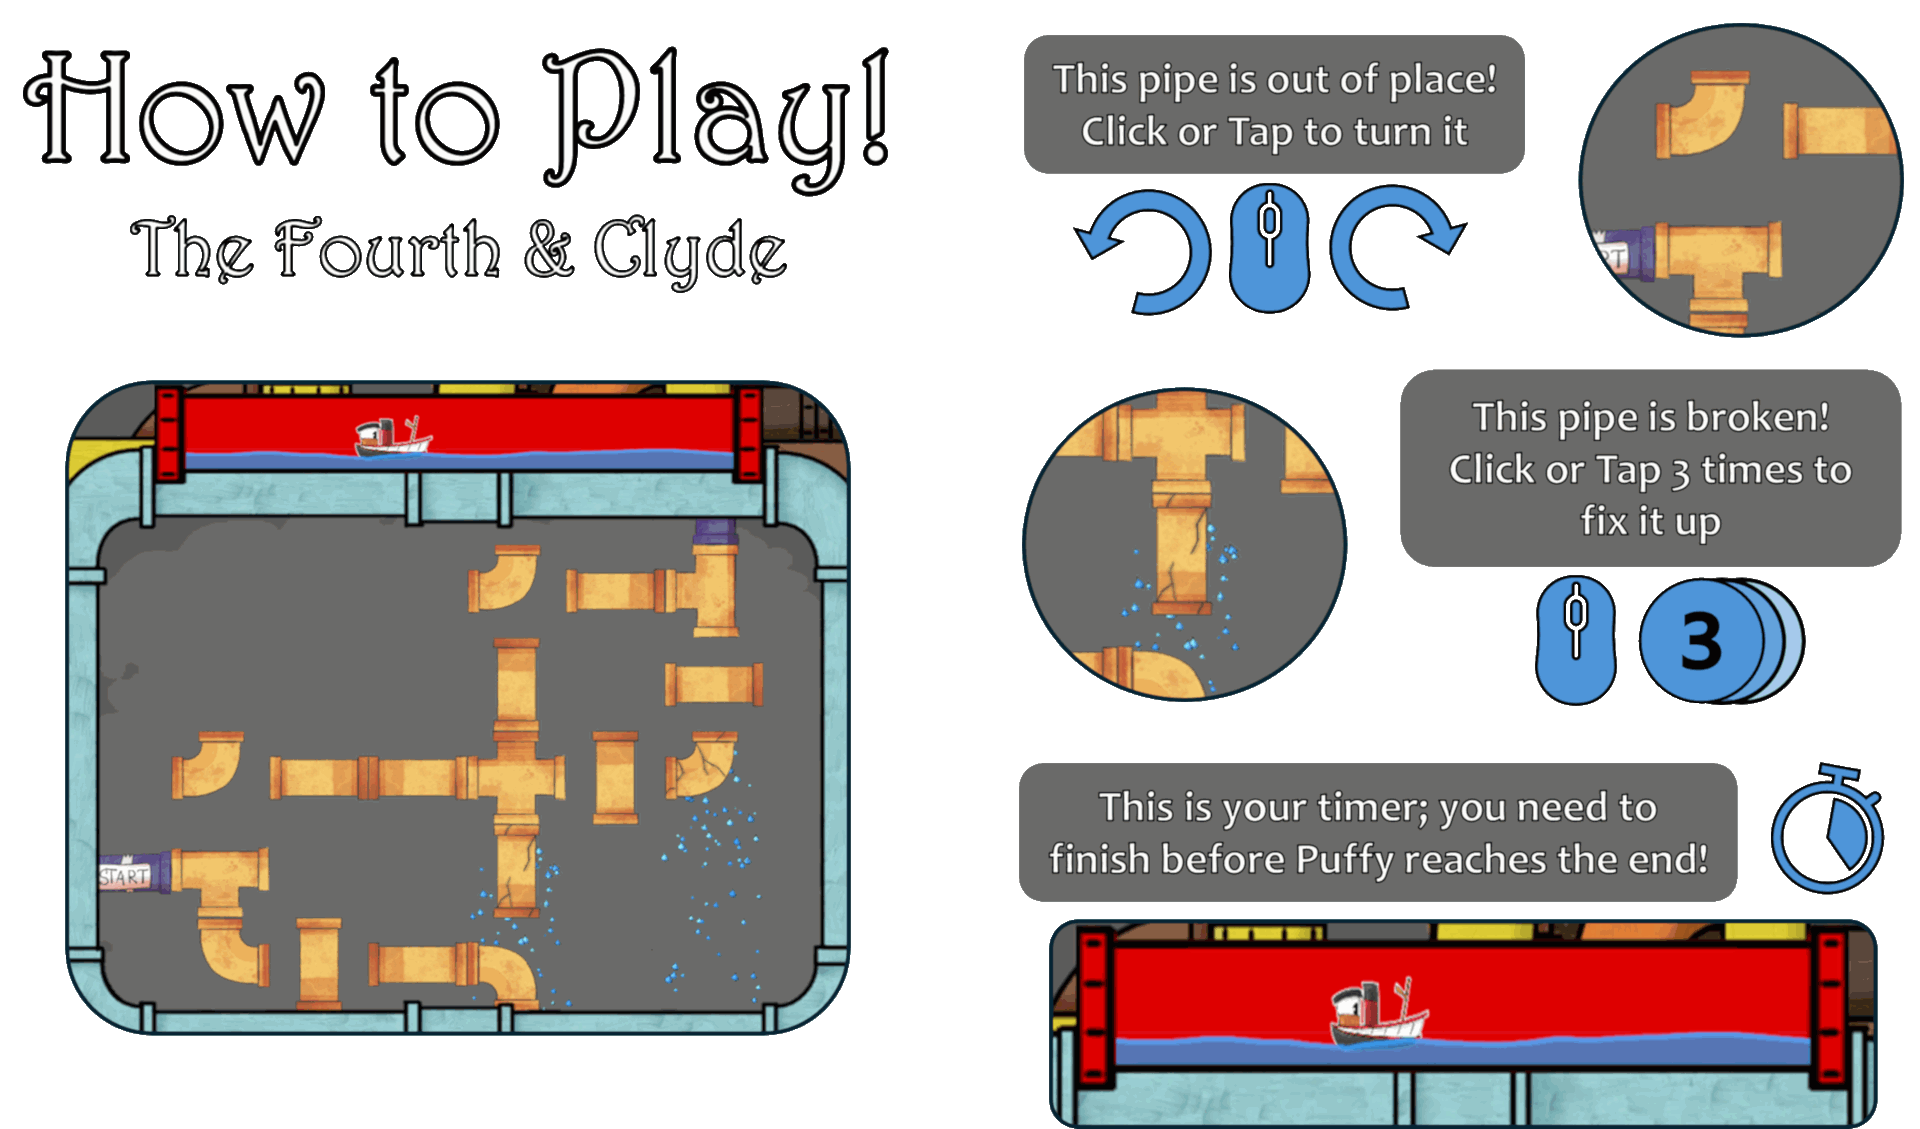 How to Play!
The Fourth & Clyde
This pipe is out of place!
Click or Tap to turn it
RT
This pipe is broken!
Click or Tap 3 times to
fix it up
3
START
This is your timer; you need to
finish before Puffy reaches the end!